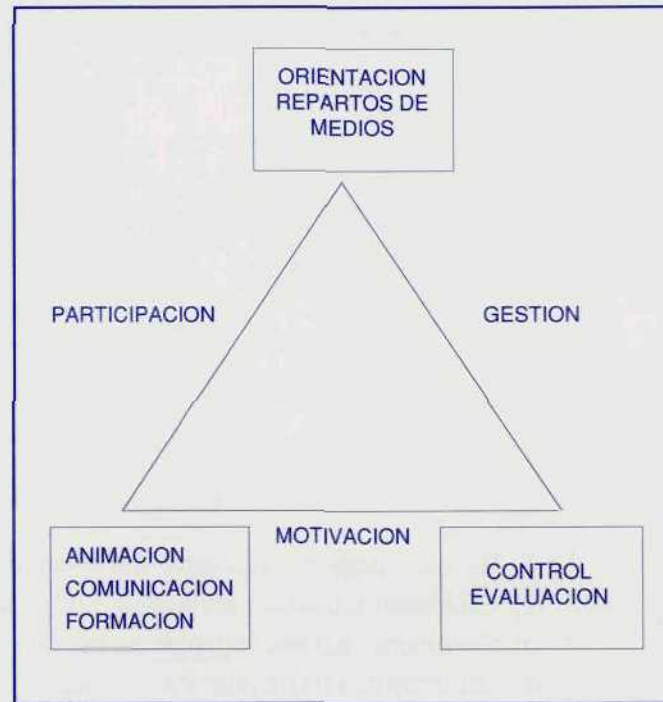 ORIENTACION
REPARTOS DE
MEDIOS
PARTICIPACION
GESTION
MOTIVACION
ANIMACION
COMUNICACION
FORMACION
CONTROL
EVALUACION